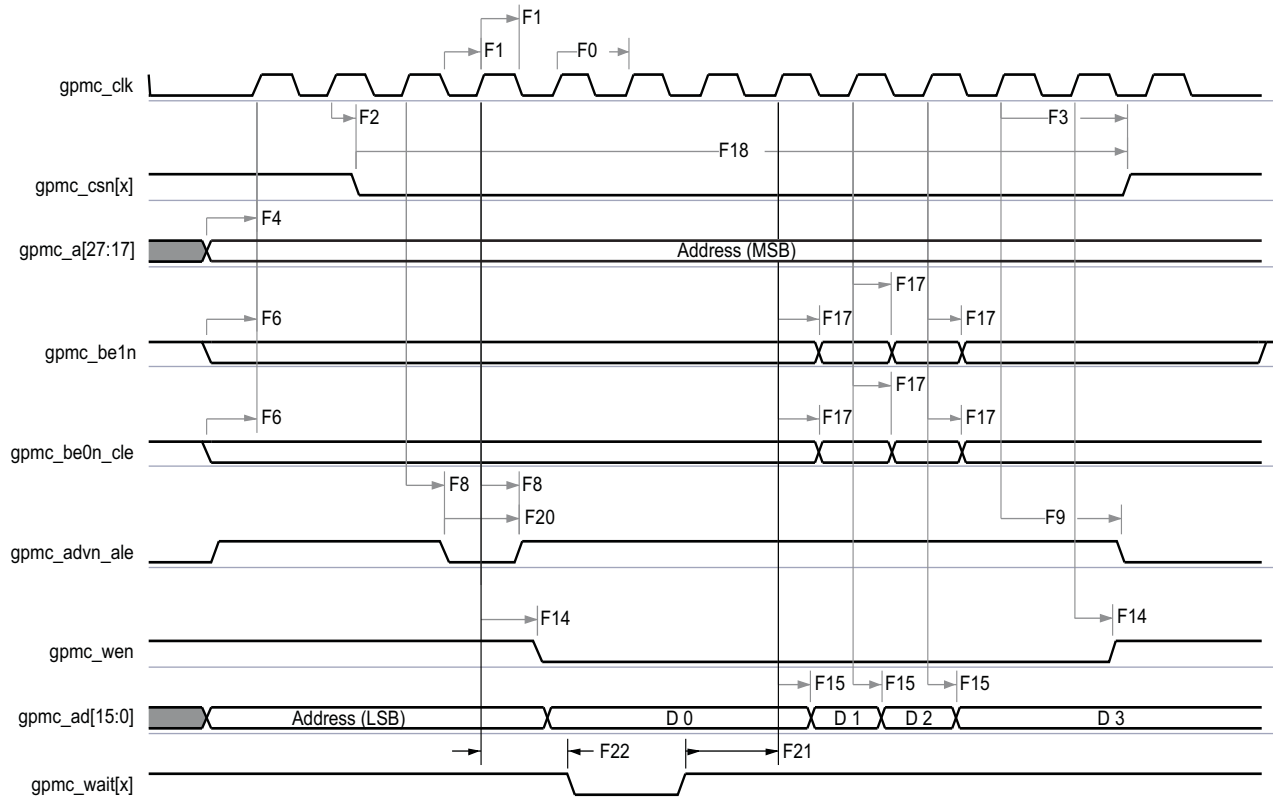 F1
F1 F0
gpmc_clk
F2 F3
F18
gpmc_csn[x]
F4
gpmc_a[27:17] Address (MSB)
F17
F6 F17 F17
gpmc_be1n
F17
F6 F17 F17
gpmc_be0n_cle
F8 F8
F20 F9
gpmc_advn_ale
F14 F14
gpmc_wen
F15 F15 F15
gpmc_ad[15:0] Address (LSB) D 0 D 1 D 2 D 3
F22 F21
gpmc_wait[x]